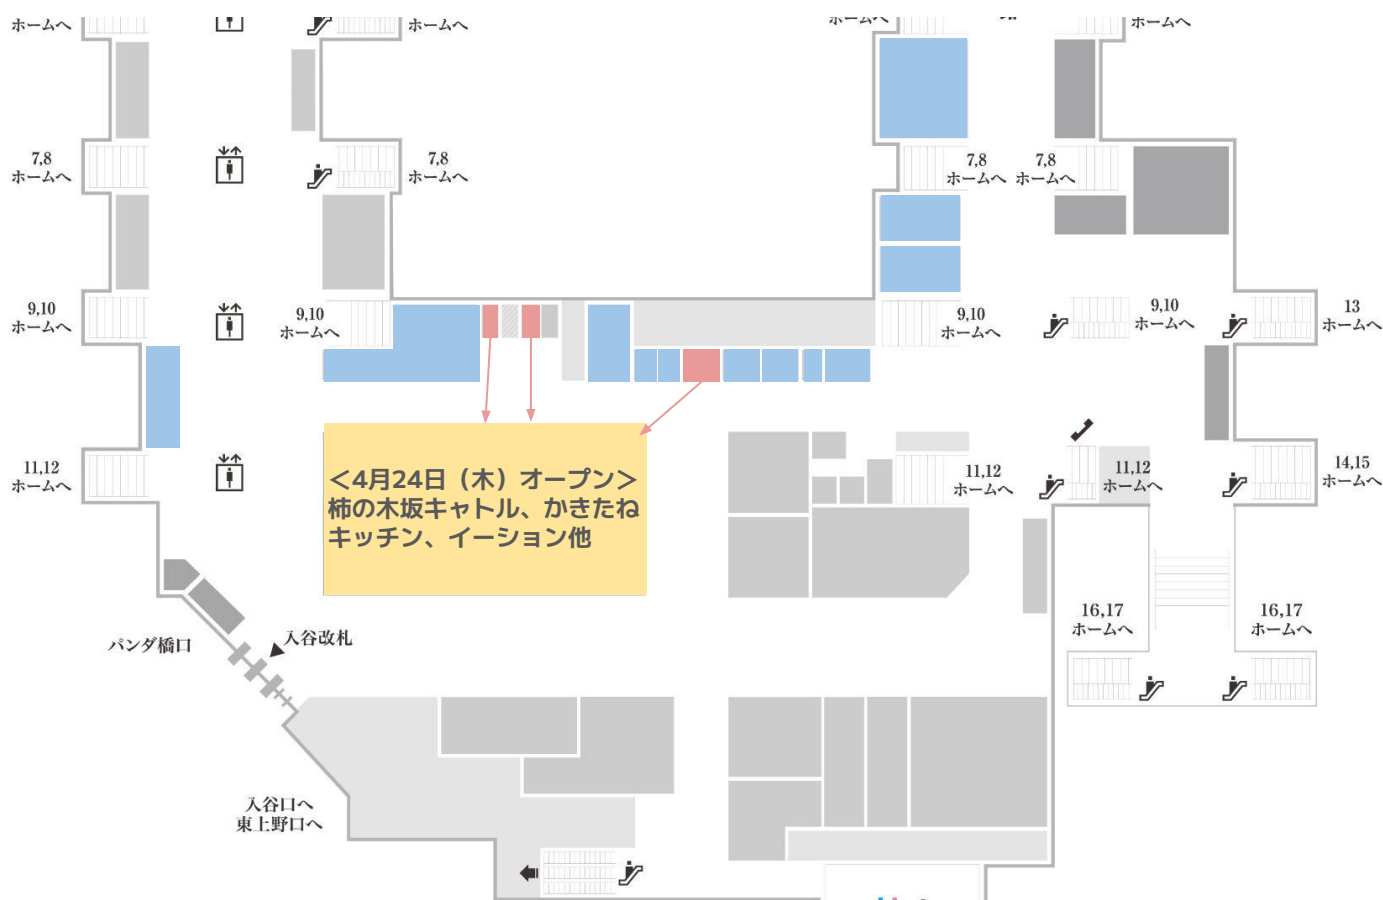 ホームへ
ホームへ
ホームへ
ホームへ
7,8
ホームへ
7,8
ホームへ
7,8
ホームへ
7,8
ホームへ
9,10
ホームへ
9,10
ホームへ
9,10
ホームへ
9,10
ホームへ
13
ホームへ
<4月24日（木）オープン>
柿の木坂キャトル、かきたね
キッチン、イーション他
11,12
ホームへ
11,12
ホームへ
11,12
ホームへ
14,15
ホームへ
パンダ橋口
入谷改札
16,17
ホームへ
16,17
ホームへ
入谷口へ
東上野口へ